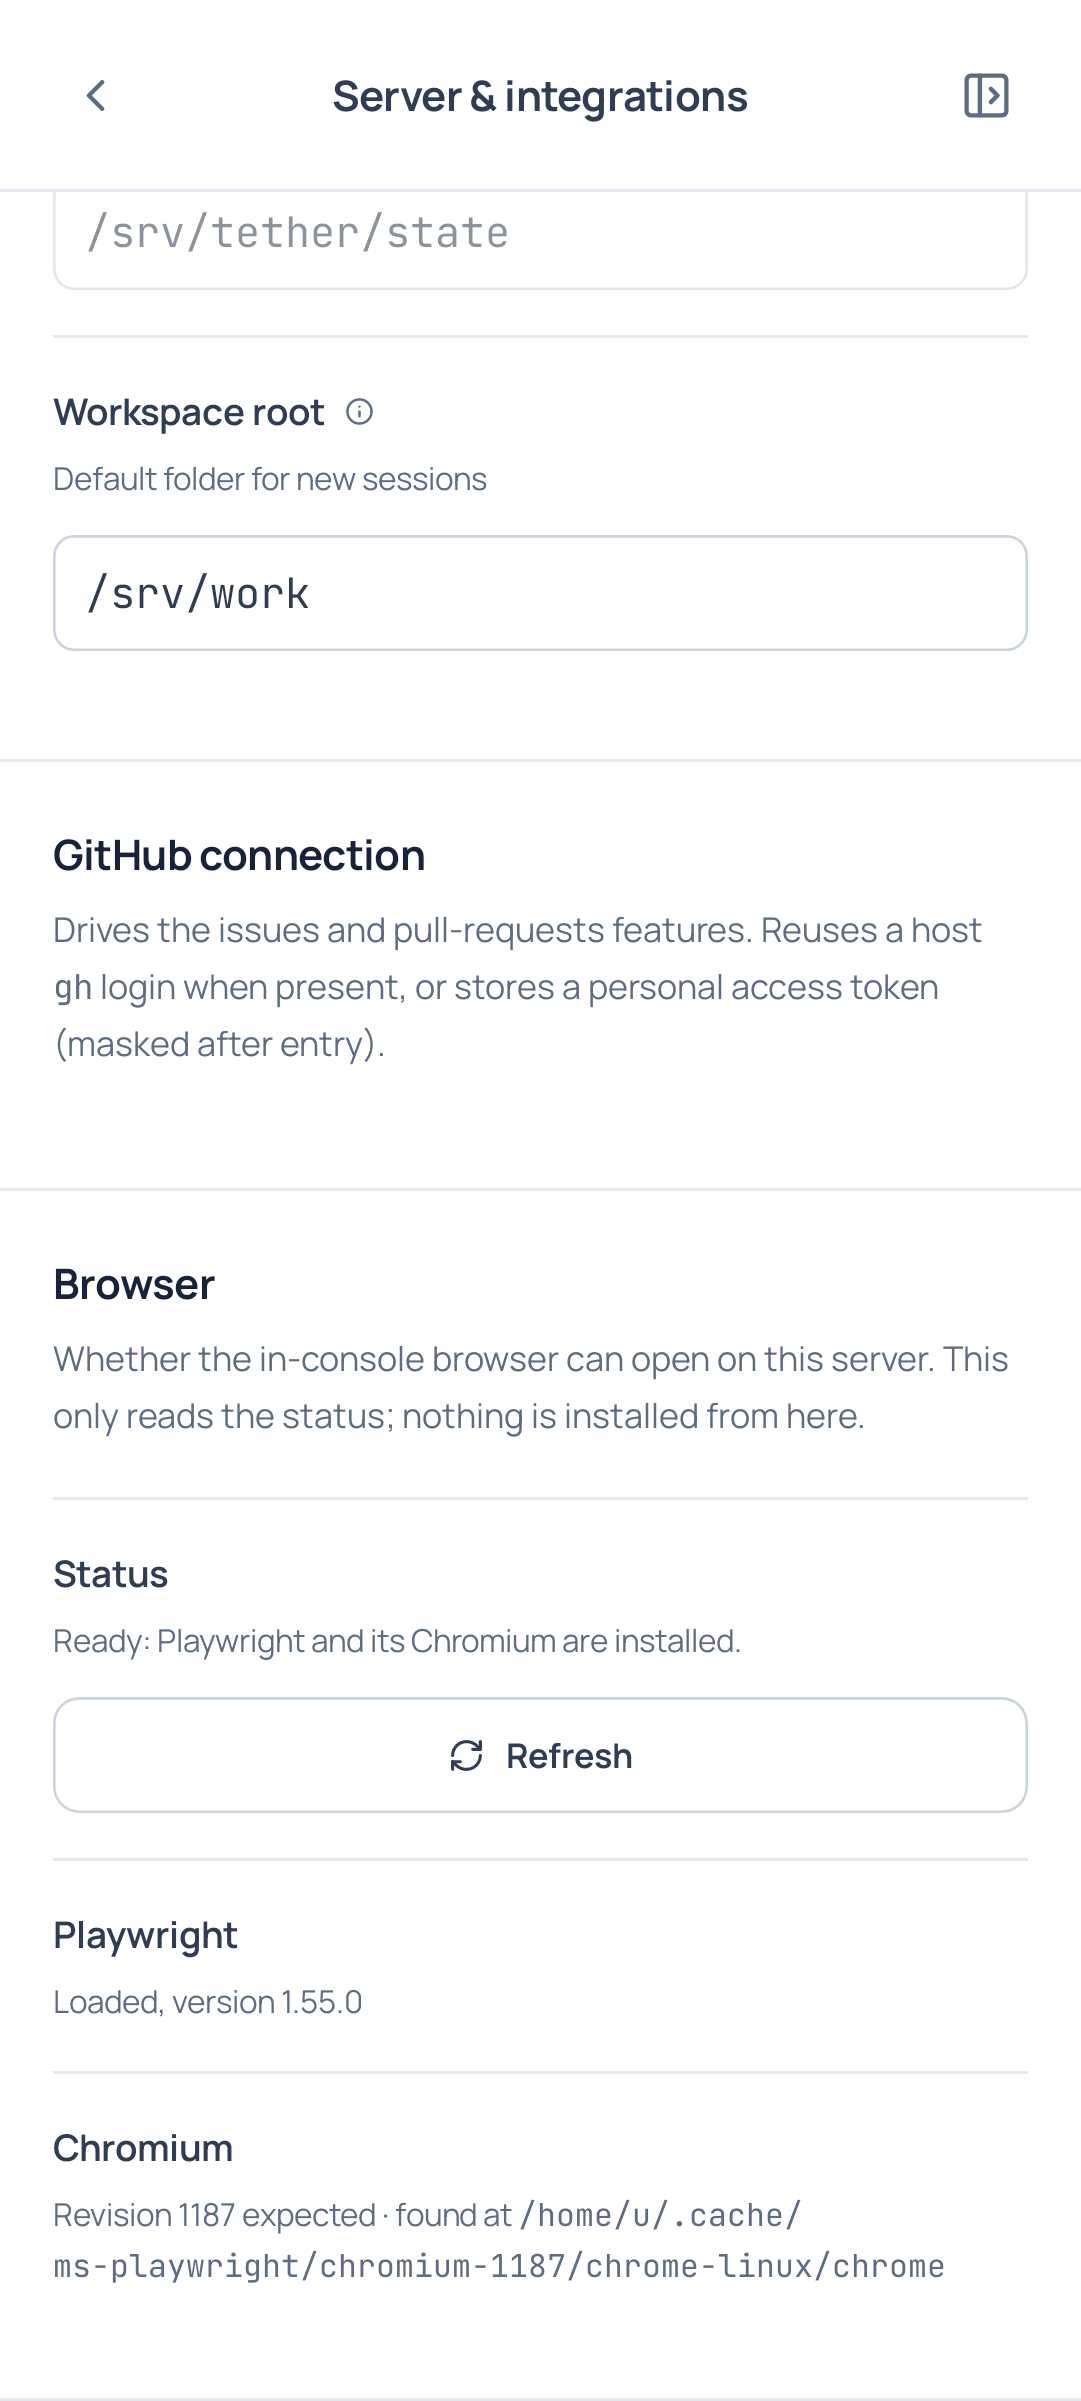 Server & integrations
/srv/tether/state
Workspace root
Default folder for new sessions
/srv/work
GitHub connection
Drives the issues and pull-requests features. Reuses a host
gh login when present, or stores a personal access token
(masked after entry).
Browser
Whether the in-console browser can open on this server. This
only reads the status; nothing is installed from here.
Status
Ready: Playwright and its Chromium are installed.
Refresh
Playwright
Loaded, version 1.55.0
Chromium
Revision 1187 expected · found at /home/u/.cache/
ms-playwright/chromium-1187/chrome-linux/chrome